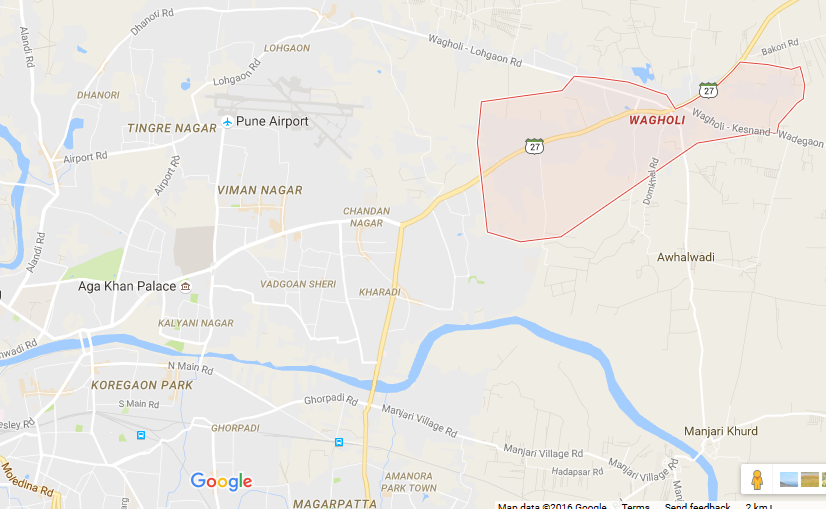 Dhanori Rd
Alandi Rd
LOHGAON
Wagholi - Lohgaon Rd
Bakori Rd
Lohgaon Rd
DHANORI
27
TINGRE NAGAR
Pune Airport
WAGHOLI
Wagholi - Kesnand - Wadegaon
27
Airport Rd
Airport Rd
Domkhel Rd
VIMAN NAGAR
CHANDAN
NAGAR
Alandi Rd
Awhalwadi
Aga Khan Palace
VADGOAN SHERI
KHARADI
KALYANI NAGAR
nwadi Rd
N Main Rd
KOREGAON PARK
S Main Rd
Ghorpadi Rd
Manjari Village Rd
esley Rd
GHORPADI
Manjari Khurd
Manjari Village Rd
Hadapsar Rd
Manjari Village Rd
Moledina Rd
Google
AMANORA
PARK TOWN
MAGARPATTA
Map data ©2016 Google
Terms
Send feedback
2 km